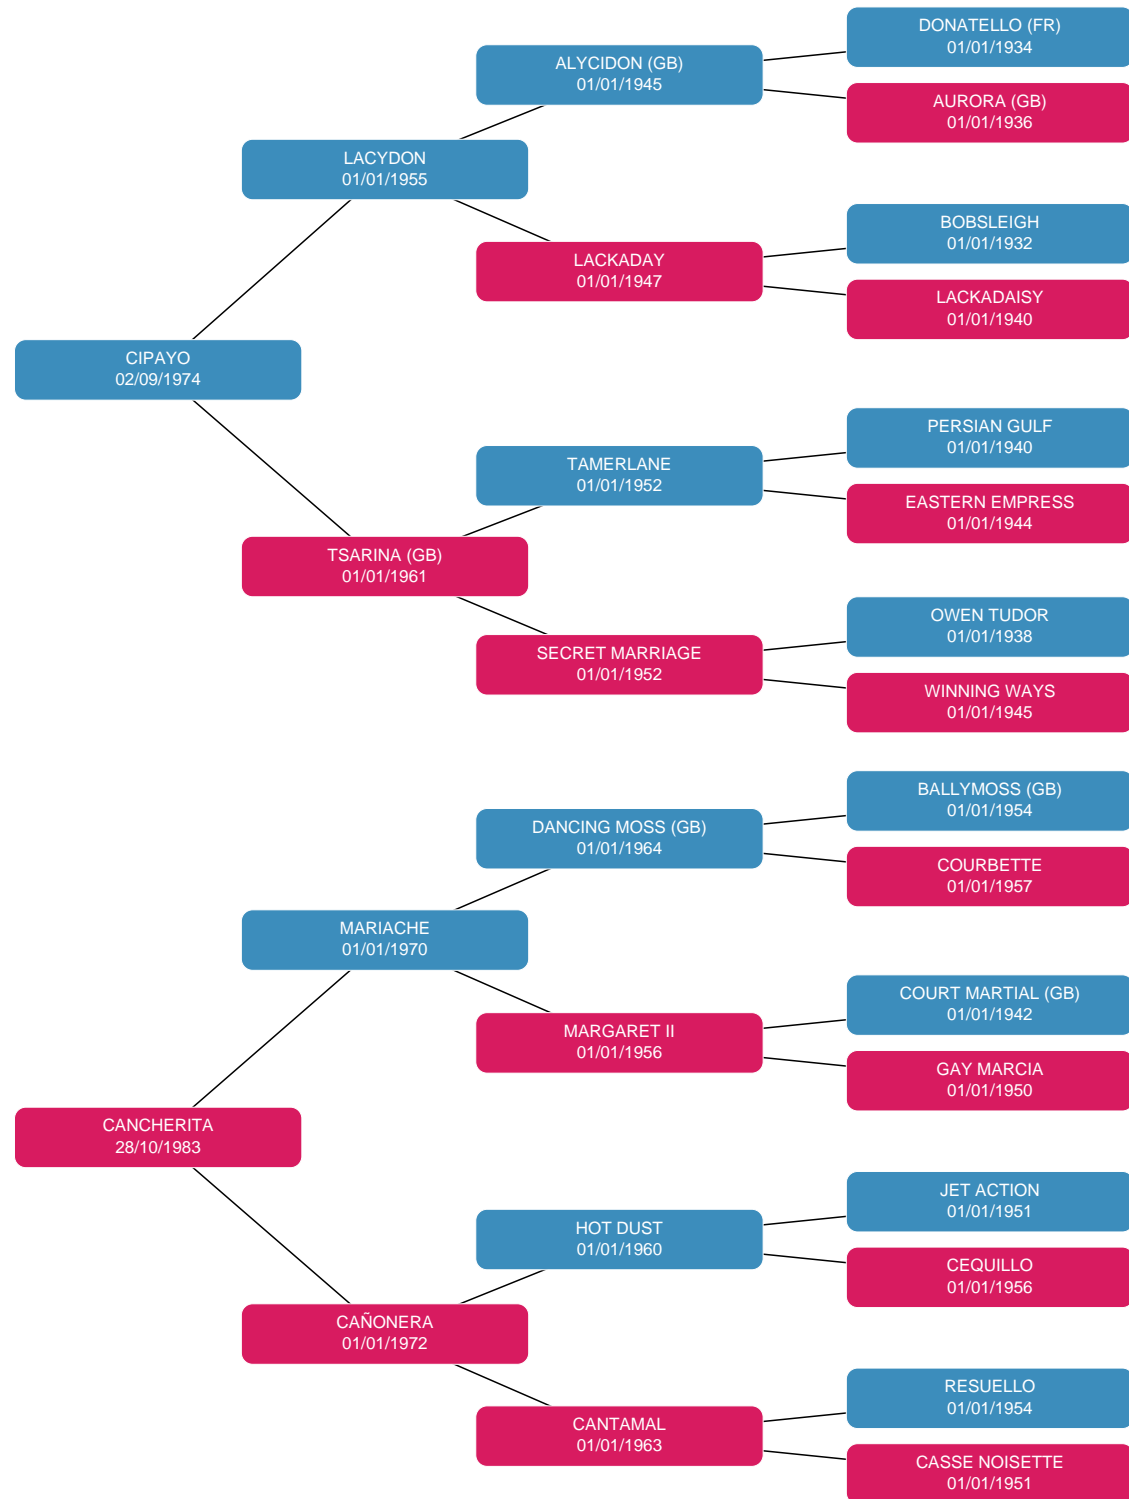 DONATELLO (FR)
01/01/1934
ALYCIDON (GB)
01/01/1945
AURORA (GB)
01/01/1936
LACYDON
01/01/1955
BOBSLEIGH
01/01/1932
LACKADAY
01/01/1947
LACKADAISY
01/01/1940
CIPAYO
02/09/1974
PERSIAN GULF
01/01/1940
TAMERLANE
01/01/1952
EASTERN EMPRESS
01/01/1944
TSARINA (GB)
01/01/1961
OWEN TUDOR
01/01/1938
SECRET MARRIAGE
01/01/1952
WINNING WAYS
01/01/1945
BALLYMOSS (GB)
01/01/1954
DANCING MOSS (GB)
01/01/1964
COURBETTE
01/01/1957
MARIACHE
01/01/1970
COURT MARTIAL (GB)
01/01/1942
MARGARET II
01/01/1956
GAY MARCIA
01/01/1950
CANCHERITA
28/10/1983
JET ACTION
01/01/1951
HOT DUST
01/01/1960
CEQUILLO
01/01/1956
CAÑONERA
01/01/1972
RESUELLO
01/01/1954
CANTAMAL
01/01/1963
CASSE NOISETTE
01/01/1951